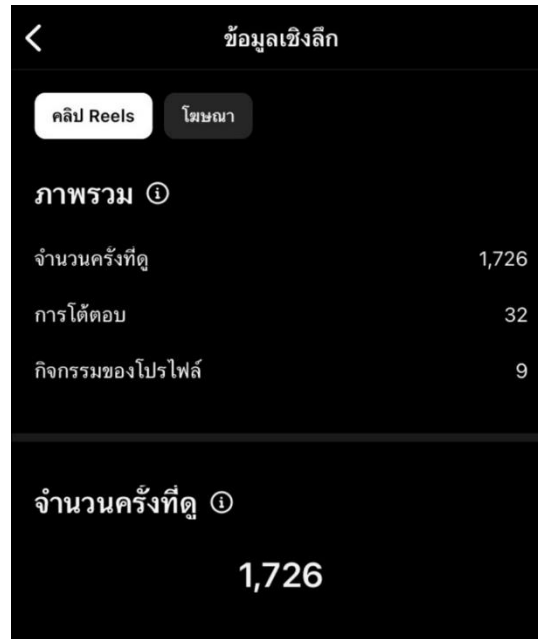 ข้อมูลเชิงลึก
คลิป Reels โฆษณา
ภาพรวม
จำนวนครั้งที่ดู 1,726
การโต้ตอบ 32
กิจกรรมของโปรไฟล์ 9
จำนวนครั้งที่ดู
1,726